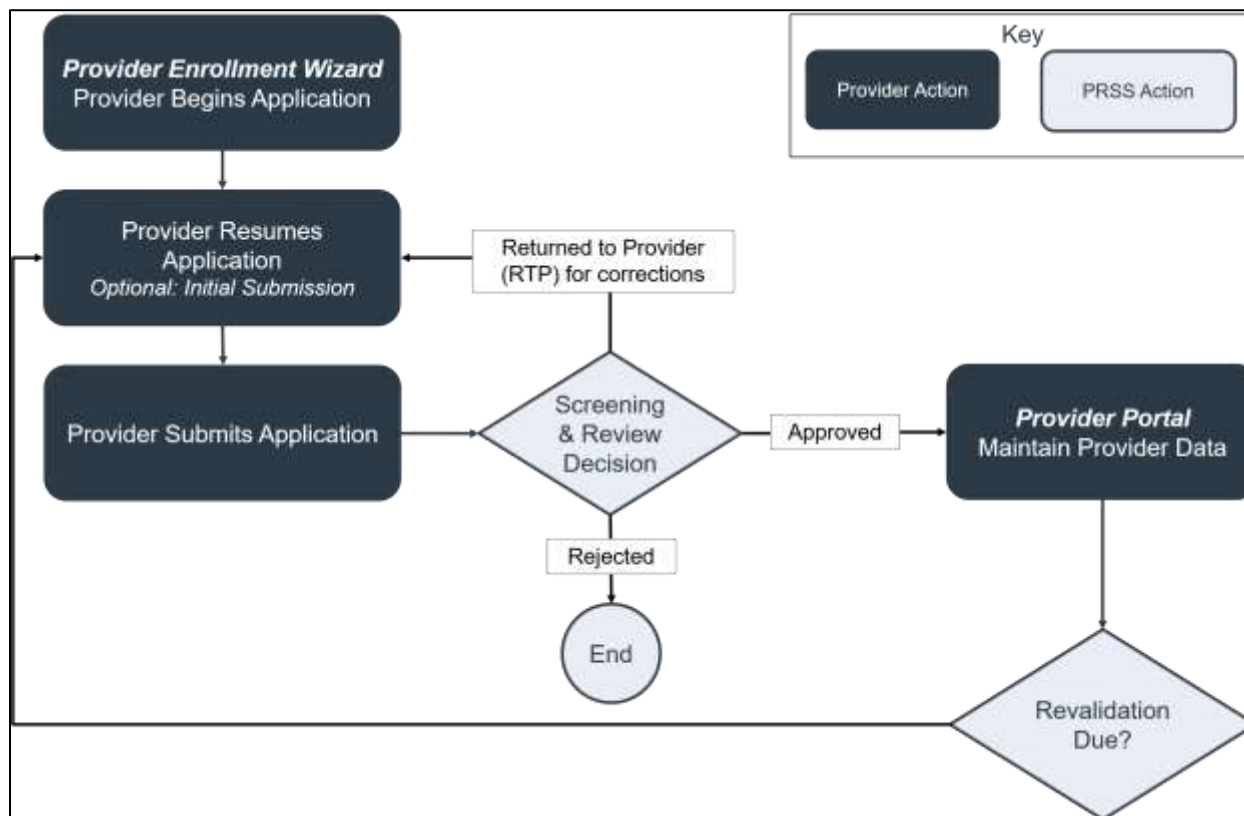 Provider Enrollment Wizard
Provider Begins Application
Key
Provider Action
PRSS Action
Provider Resumes
Application
Optional: Initial Submission
Returned to Provider
(RTP) for corrections
Provider Submits Application
Screening
& Review
Decision
Approved
Provider Portal
Maintain Provider Data
Rejected
End
Revalidation
Due?